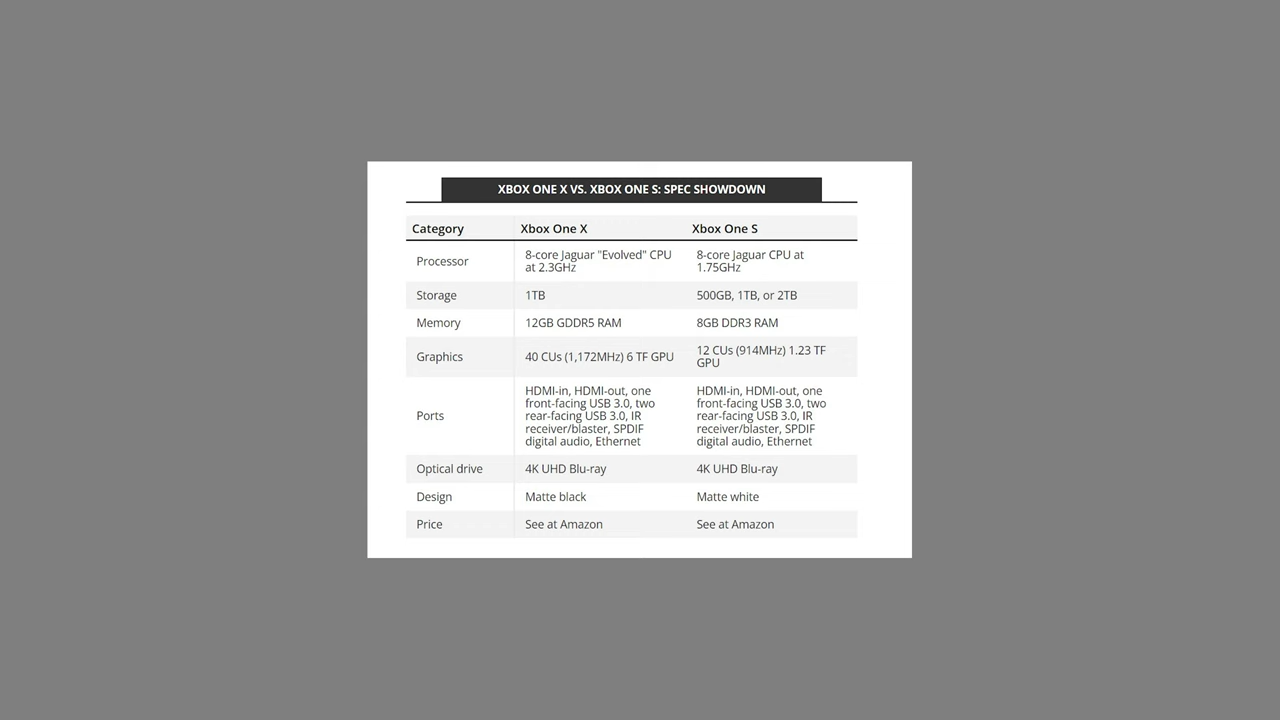 XBOX ONE X VS. XBOX ONE S: SPEC SHOWDOWN
Category Xbox One X Xbox One S
Processor 8-core Jaguar "Evolved" CPU at 2.3GHz 8-core Jaguar CPU at 1.75GHz
Storage 1TB 500GB, 1TB, or 2TB
Memory 12GB GDDR5 RAM 8GB DDR3 RAM
Graphics 40 CUs (1,172MHz) 6 TF GPU 12 CUs (914MHz) 1.23 TF GPU
Ports HDMI-in, HDMI-out, one front-facing USB 3.0, two rear-facing USB 3.0, IR receiver/blaster, SPDIF digital audio, Ethernet HDMI-in, HDMI-out, one front-facing USB 3.0, two rear-facing USB 3.0, IR receiver/blaster, SPDIF digital audio, Ethernet
Optical drive 4K UHD Blu-ray 4K UHD Blu-ray
Design Matte black Matte white
Price See at Amazon See at Amazon